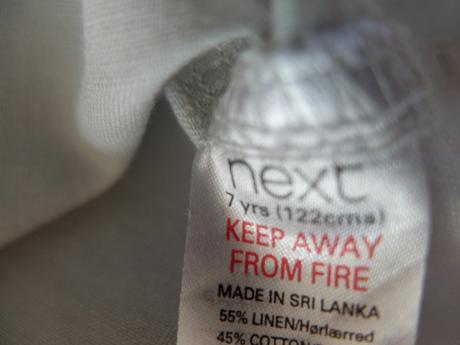 next
7 yrs (122cms)
KEEP AWAY
FROM FIRE
MADE IN SRI LANKA
55% LINEN/Hørlærred
45% COTTON